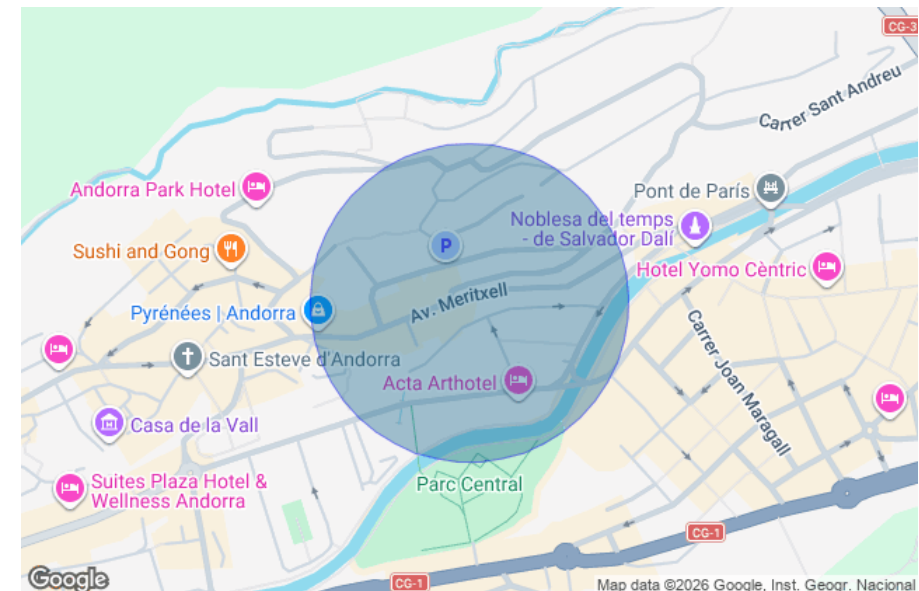 CG-3
Carrer Sant Andreu
Andorra Park Hotel
Pont de París
Noblesa del temps
- de Salvador Dalí
Sushi and Gong
P
Hotel Yomo Cèntric
Av. Meritxell
Pyrénées | Andorra
Sant Esteve d'Andorra
Carrer Joan Maragall
Acta Arthotel
Casa de la Vall
Suites Plaza Hotel &
Wellness Andorra
Parc Central
CG-1
CG-1
Google
Map data ©2026 Google, Inst. Geogr. Nacional